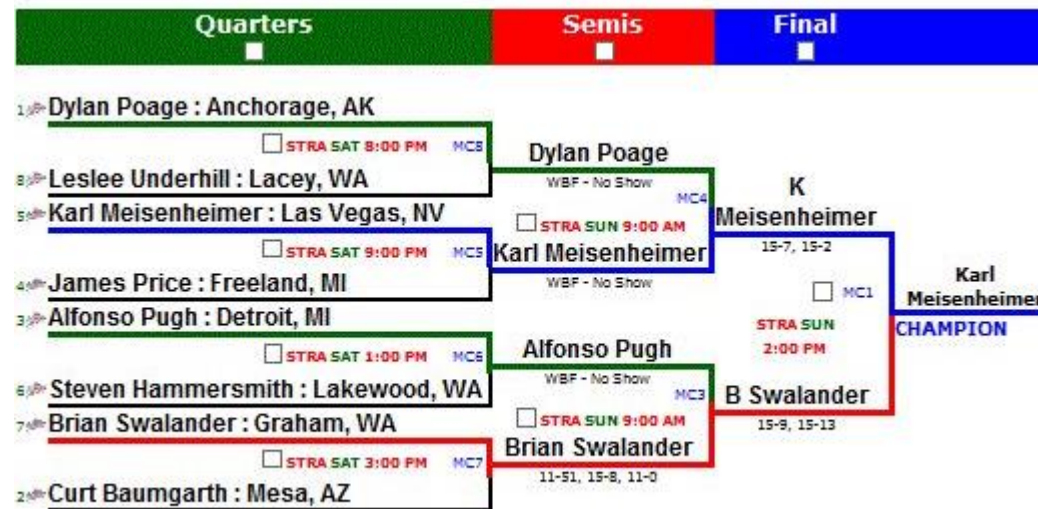 Quarters Semis Final
1 Dylan Poage : Anchorage, AK
STRA SAT 8:00 PM MC8
8 Leslee Underhill : Lacey, WA
5 Karl Meisenheimer : Las Vegas, NV
STRA SAT 9:00 PM MC5
4 James Price : Freeland, MI
3 Alfonso Pugh : Detroit, MI
STRA SAT 1:00 PM MC6
6 Steven Hammersmith : Lakewood, WA
7 Brian Swalander : Graham, WA
STRA SAT 3:00 PM MC7
2 Curt Baumgarth : Mesa, AZ
Dylan Poage
WBF - No Show
MC4
STRA SUN 9:00 AM
Karl Meisenheimer
WBF - No Show
Alfonso Pugh
WBF - No Show
MC3
STRA SUN 9:00 AM
Brian Swalander
11-51, 15-8, 11-0
K
Meisenheimer
15-7, 15-2
MC1
STRA SUN
2:00 PM
B Swalander
15-9, 15-13
Karl
Meisenheimer
CHAMPION